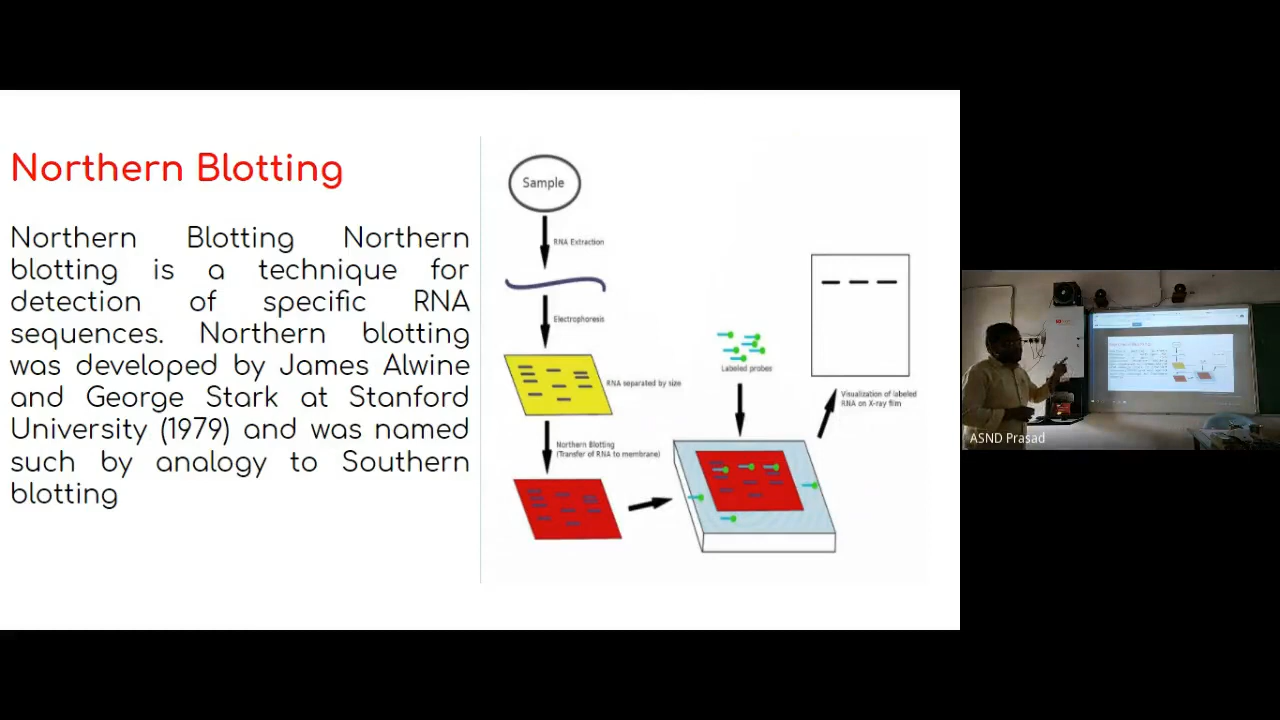 Northern Blotting
Northern Blotting Northern
blotting is a technique for
detection of specific RNA
sequences. Northern blotting
was developed by James Alwine
and George Stark at Stanford
University (1979) and was named
such by analogy to Southern
blotting
Sample
RNA Extraction
Electrophoresis
RNA separated by size
Northern Blotting
(Transfer of RNA to membrane)
Labeled probes
Visualization of labeled
RNA on X-ray film
ASND Prasad